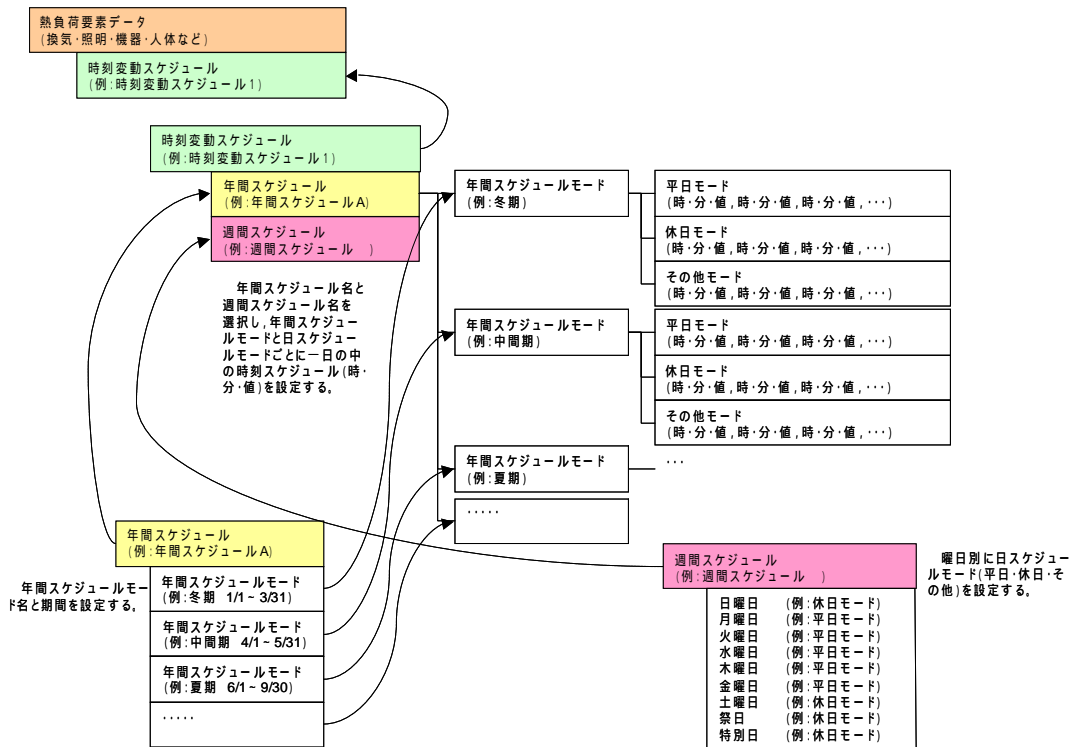 熱負荷要素データ
(換気・照明・機器・人体など)
時刻変動スケジュール
(例:時刻変動スケジュール1)
時刻変動スケジュール
(例:時刻変動スケジュール1)
年間スケジュール
(例:年間スケジュールA)
週間スケジュール
(例:週間スケジュール　)
年間スケジュール名と
週間スケジュール名を
選択し,年間スケジュー
ルモードと日スケジュー
ルモードごとに一日の中
の時刻スケジュール(時・
分・値)を設定する。
年間スケジュールモード
(例:冬期)
平日モード
(時・分・値,時・分・値,時・分・値,・・・)
休日モード
(時・分・値,時・分・値,時・分・値,・・・)
その他モード
(時・分・値,時・分・値,時・分・値,・・・)
年間スケジュールモード
(例:中間期)
平日モード
(時・分・値,時・分・値,時・分・値,・・・)
休日モード
(時・分・値,時・分・値,時・分・値,・・・)
その他モード
(時・分・値,時・分・値,時・分・値,・・・)
年間スケジュールモード
(例:夏期)
・・・
・・・・・
年間スケジュール
(例:年間スケジュールA)
年間スケジュールモー
ド名と期間を設定する。
年間スケジュールモード
(例:冬期 1/1~3/31)
年間スケジュールモード
(例:中間期 4/1~5/31)
年間スケジュールモード
(例:夏期 6/1~9/30)
・・・・・
週間スケジュール
(例:週間スケジュール　)
曜日別に日スケジュー
ルモード(平日・休日・そ
の他)を設定する。
日曜日 (例:休日モード)
月曜日 (例:平日モード)
火曜日 (例:平日モード)
水曜日 (例:平日モード)
木曜日 (例:平日モード)
金曜日 (例:平日モード)
土曜日 (例:休日モード)
祭日 (例:休日モード)
特別日 (例:休日モード)